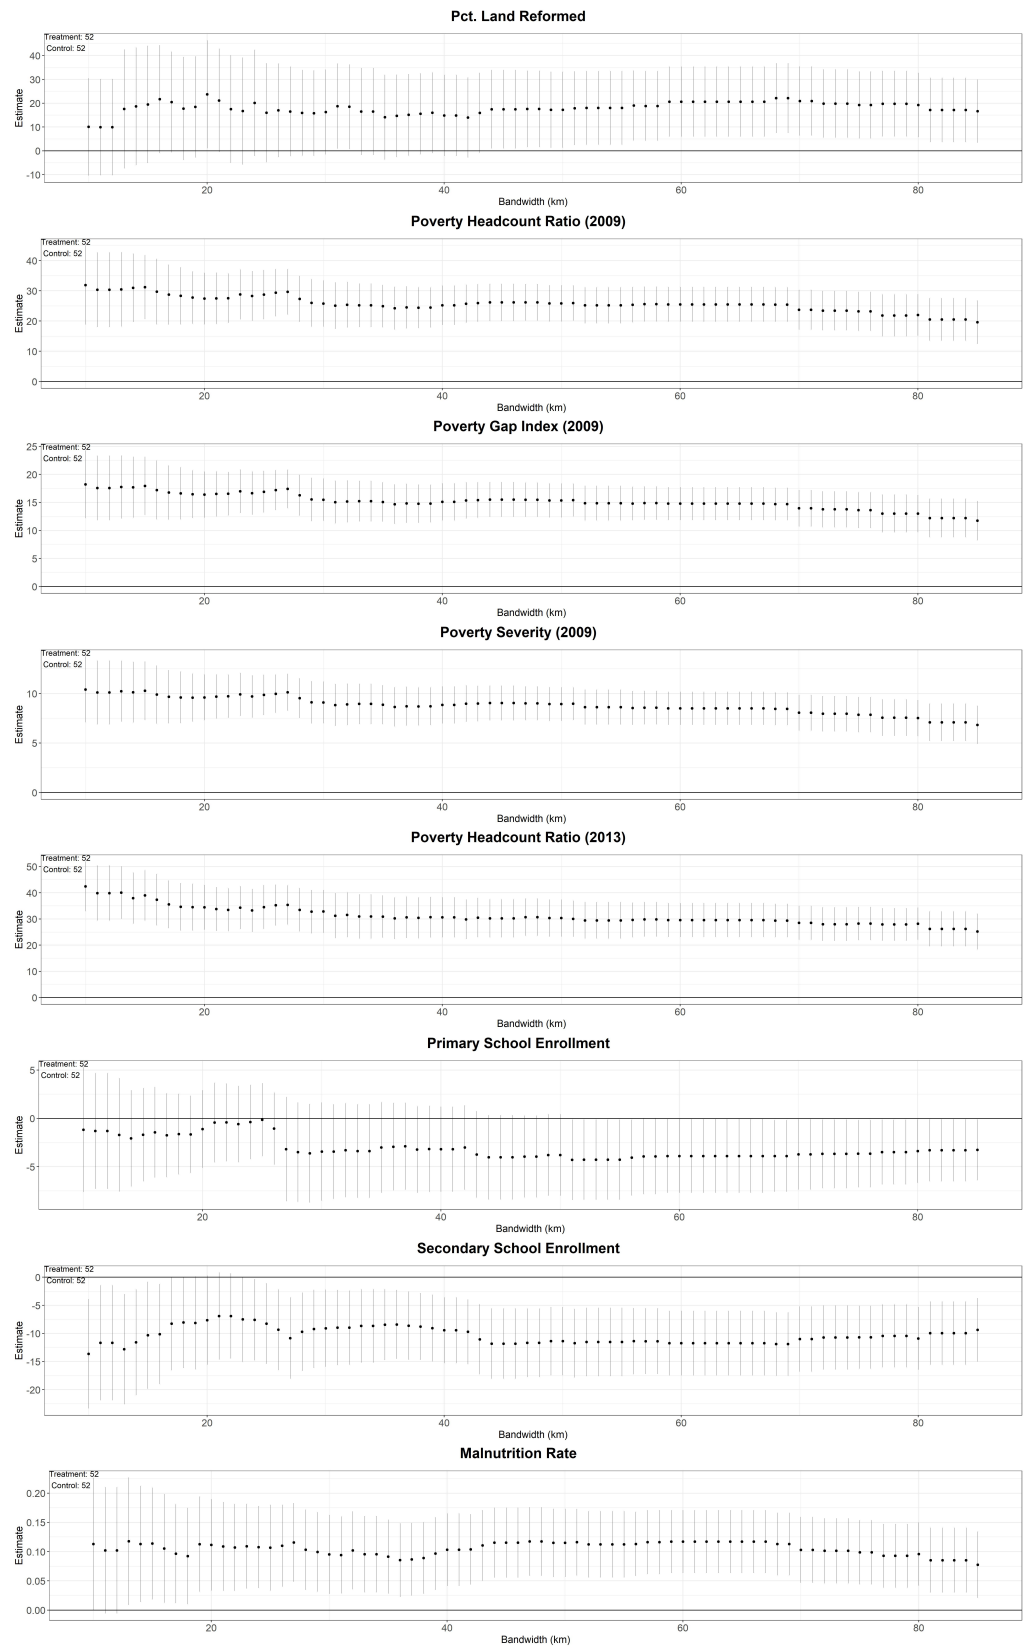 Pct. Land Reformed
Treatment: 52
Control: 52
40
30
20
10
0
-10
Estimate
20 40 60 80
Bandwidth (km)
Poverty Headcount Ratio (2009)
Treatment: 52
Control: 52
40
30
20
10
0
Estimate
20 40 60 80
Bandwidth (km)
Poverty Gap Index (2009)
Treatment: 52
Control: 52
25
20
15
10
5
0
Estimate
20 40 60 80
Bandwidth (km)
Poverty Severity (2009)
Treatment: 52
Control: 52
10
5
0
Estimate
20 40 60 80
Bandwidth (km)
Poverty Headcount Ratio (2013)
Treatment: 52
Control: 52
50
40
30
20
10
0
Estimate
20 40 60 80
Bandwidth (km)
Primary School Enrollment
Treatment: 52
Control: 52
5
0
-5
Estimate
20 40 60 80
Bandwidth (km)
Secondary School Enrollment
Treatment: 52
Control: 52
0
-5
-10
-15
-20
Estimate
20 40 60 80
Bandwidth (km)
Malnutrition Rate
Treatment: 52
Control: 52
0.20
0.15
0.10
0.05
0.00
Estimate
20 40 60 80
Bandwidth (km)